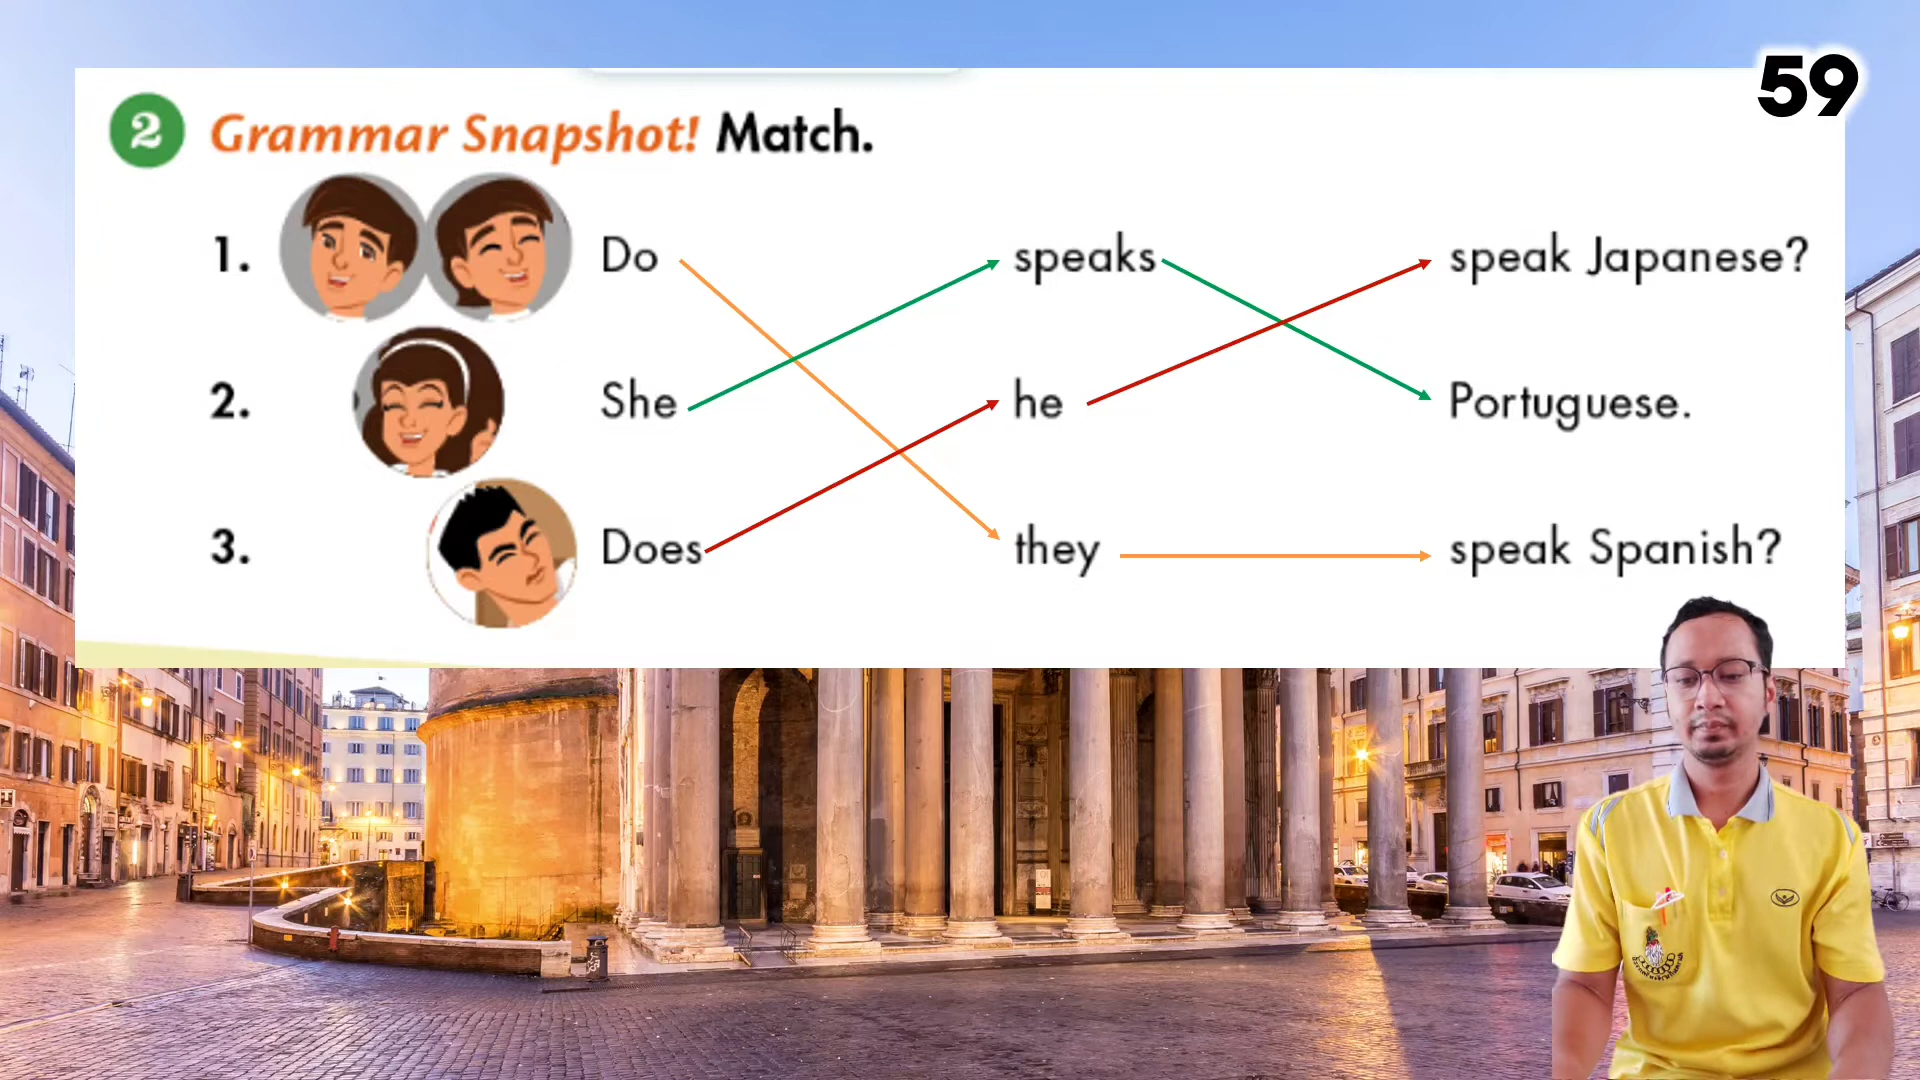 59
2 Grammar Snapshot! Match.
1. Do speaks speak Japanese?
2. She he Portuguese.
3. Does they speak Spanish?